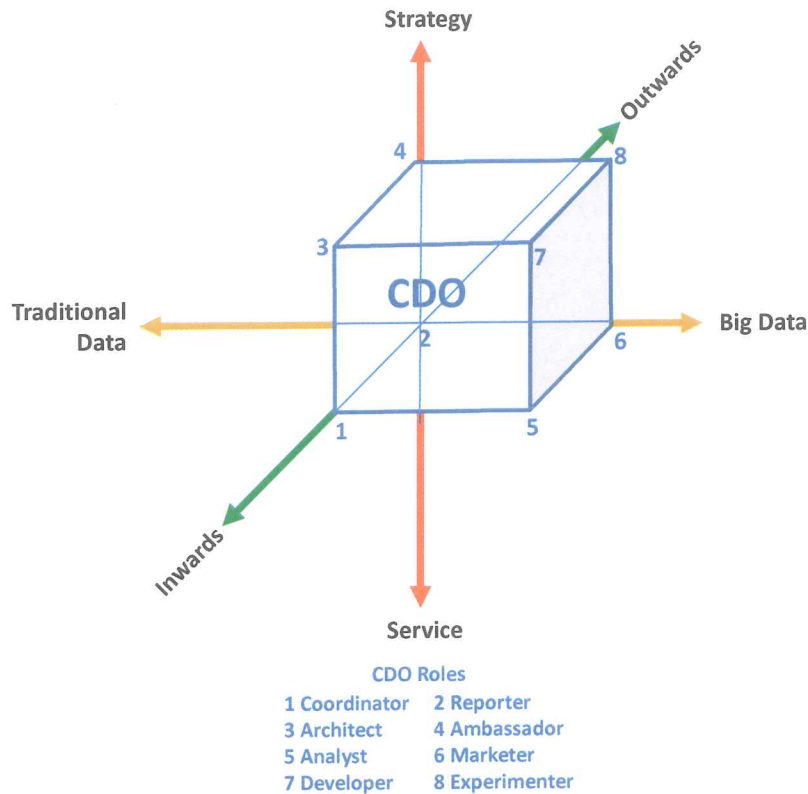 Strategy
Outwards
4
8
3
7
CDO
Traditional
Data
Big Data
2
6
1
5
Inwards
Service
CDO Roles
1 Coordinator 2 Reporter
3 Architect 4 Ambassador
5 Analyst 6 Marketer
7 Developer 8 Experimenter